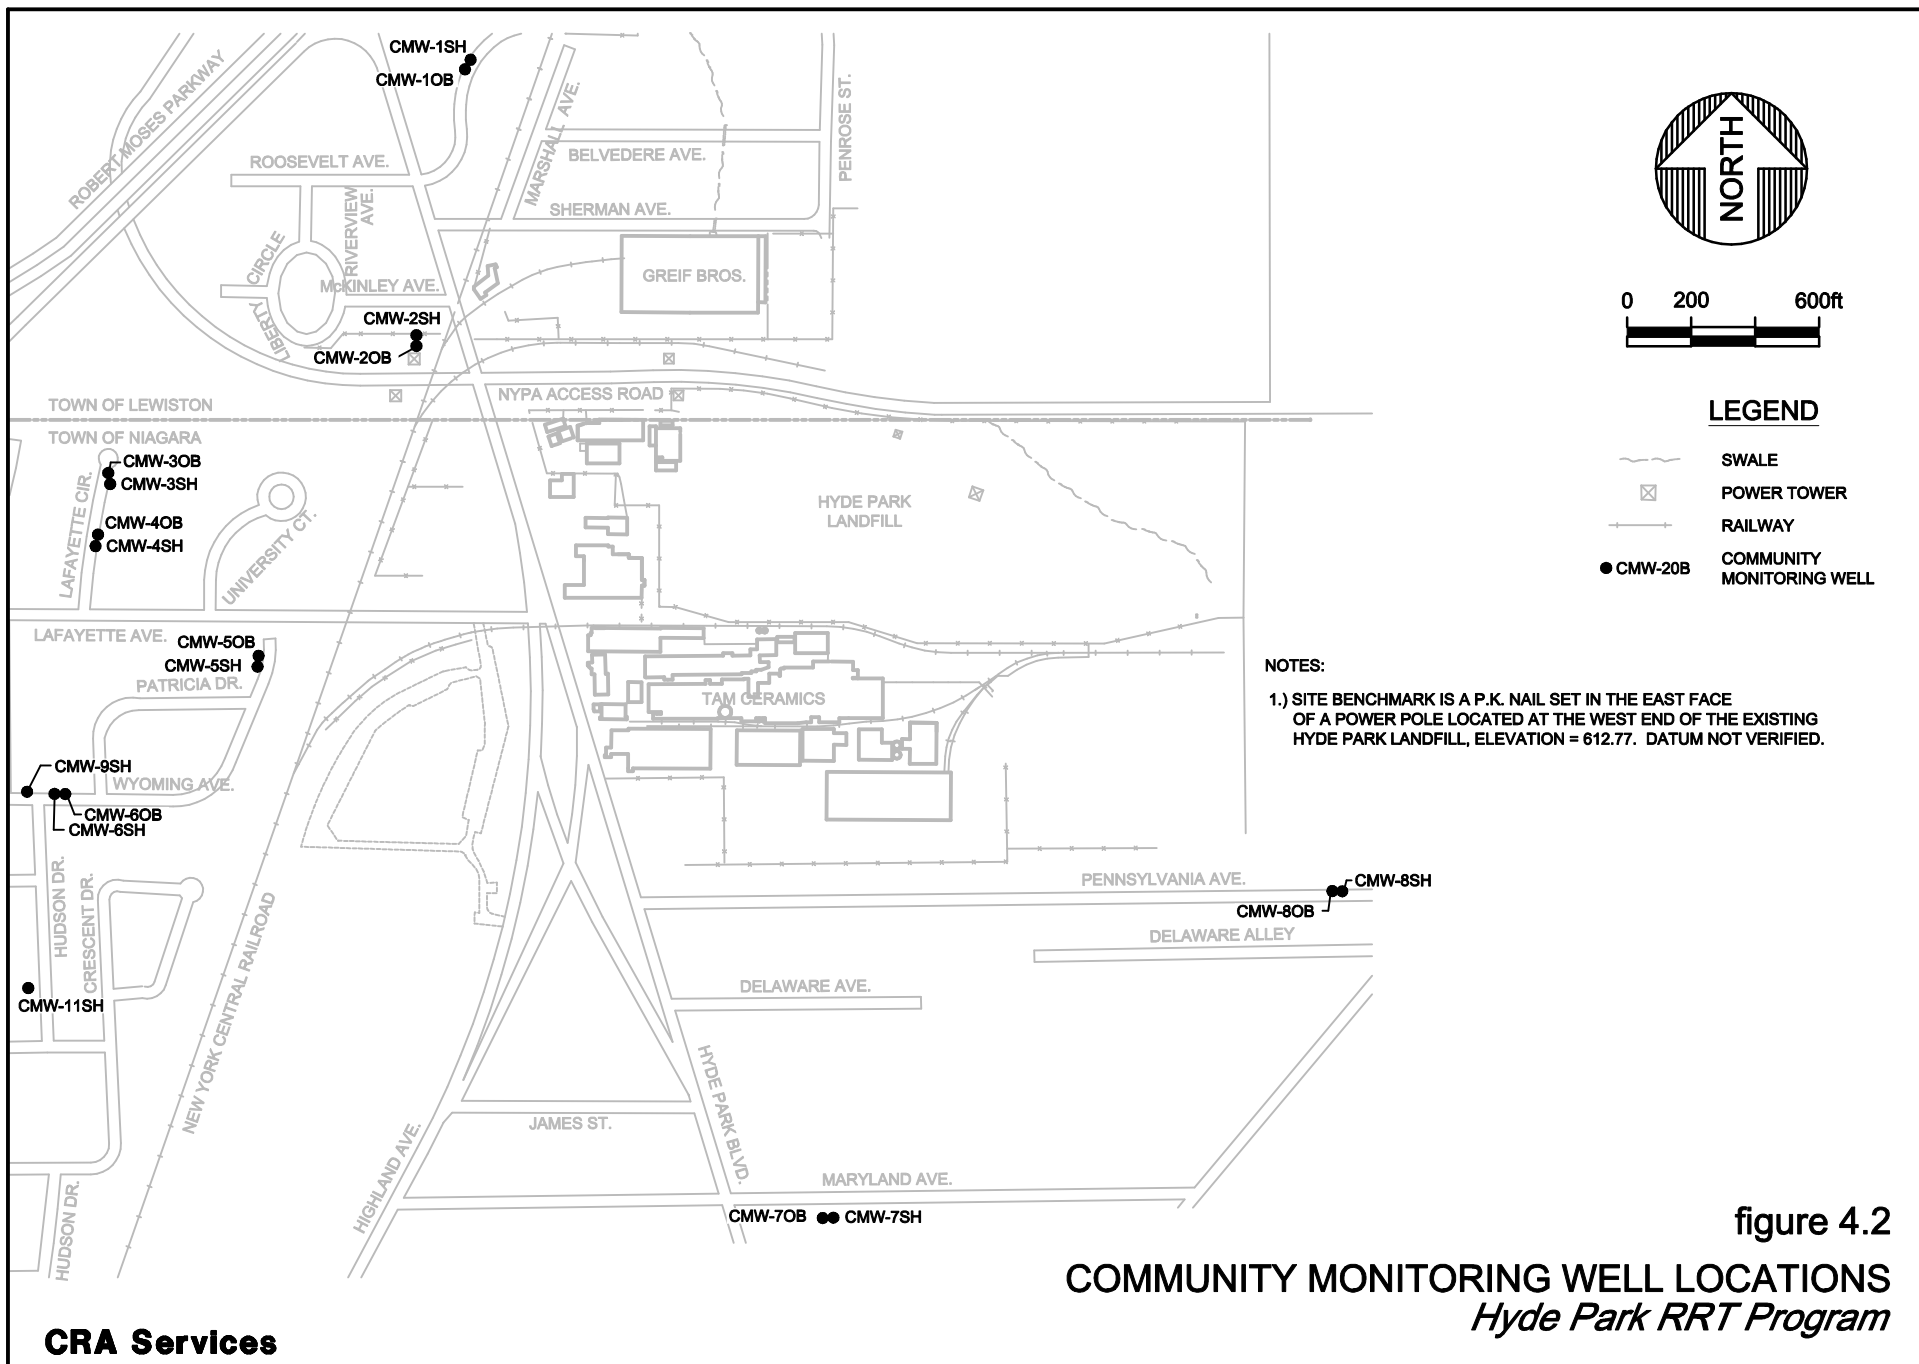 CMW-1SH
CMW-1OB
ROBERT MOSES PARKWAY
MARSHALL AVE.
PENROSE ST.
ROOSEVELT AVE.
BELVEDERE AVE.
RIVERVIEW
AVE.
SHERMAN AVE.
LIBERTY CIRCLE
McKINLEY AVE.
GREIF BROS.
CMW-2SH
CMW-2OB
NYPA ACCESS ROAD
TOWN OF LEWISTON
TOWN OF NIAGARA
CMW-3OB
CMW-3SH
LAFAYETTE CIR.
CMW-4OB
CMW-4SH
UNIVERSITY CT.
HYDE PARK
LANDFILL
LAFAYETTE AVE.
CMW-5OB
CMW-5SH
PATRICIA DR.
TAM CERAMICS
CMW-9SH
WYOMING AVE.
CMW-6OB
CMW-6SH
HUDSON DR.
CRESCENT DR.
NEW YORK CENTRAL RAILROAD
CMW-11SH
PENNSYLVANIA AVE.
CMW-8SH
CMW-8OB
DELAWARE ALLEY
DELAWARE AVE.
HYDE PARK BLVD.
JAMES ST.
HIGHLAND AVE.
MARYLAND AVE.
HUDSON DR.
CMW-7OB
CMW-7SH
NORTH
0 200 600ft
LEGEND
SWALE
POWER TOWER
RAILWAY
CMW-20B
COMMUNITY
MONITORING WELL
NOTES:
1.) SITE BENCHMARK IS A P.K. NAIL SET IN THE EAST FACE
OF A POWER POLE LOCATED AT THE WEST END OF THE EXISTING
HYDE PARK LANDFILL, ELEVATION = 612.77. DATUM NOT VERIFIED.
figure 4.2
COMMUNITY MONITORING WELL LOCATIONS
Hyde Park RRT Program
CRA Services